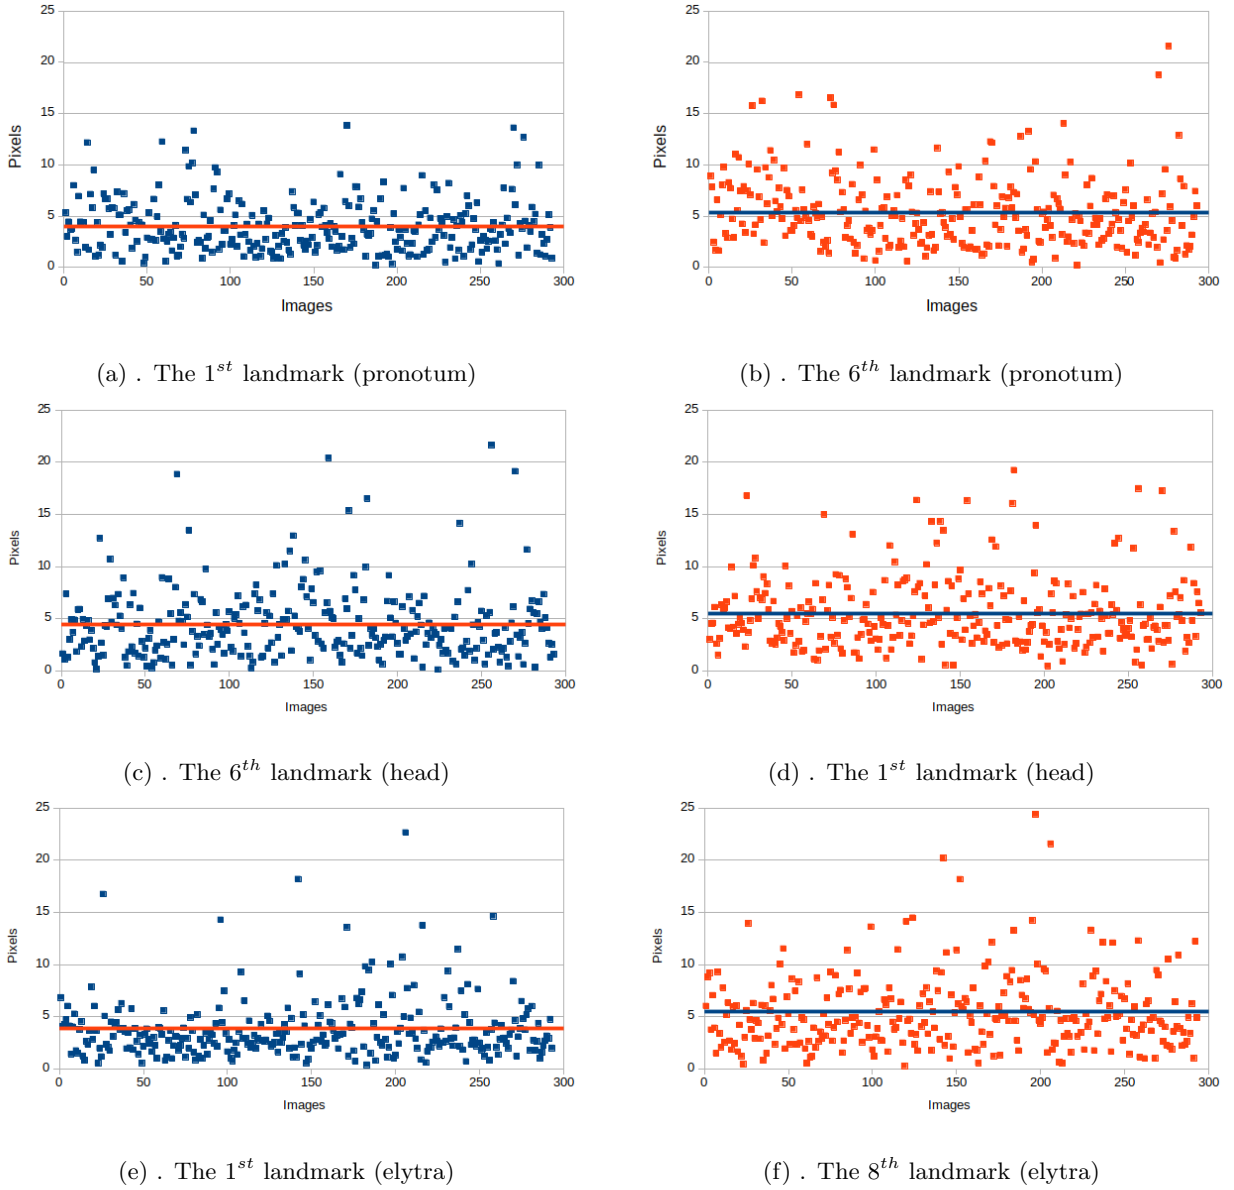 25 25
20 20
15 15
Pixels Pixels
10 10
5 5
0 0
0 50 100 150 200 250 300 0 50 100 150 200 250 300
Images Images
(a) . The 1st landmark (pronotum) (b) . The 6th landmark (pronotum)
25 25
20 20
15 15
Pixels Pixels
10 10
5 5
0 0
0 50 100 150 200 250 300 0 50 100 150 200 250 300
Images Images
(c) . The 6th landmark (head) (d) . The 1st landmark (head)
25 25
20 20
15 15
Pixels Pixels
10 10
5 5
0 0
0 50 100 150 200 250 300 0 50 100 150 200 250 300
Images Images
(e) . The 1st landmark (elytra) (f) . The 8th landmark (elytra)